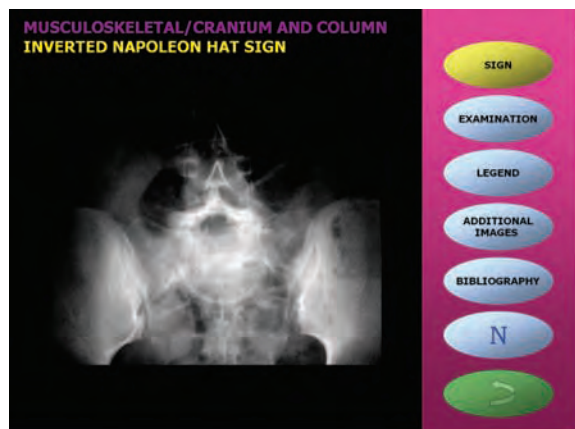 MUSCULOSKELETAL/CRANIUM AND COLUMN
INVERTED NAPOLEON HAT SIGN
SIGN
EXAMINATION
LEGEND
ADDITIONAL
IMAGES
BIBLIOGRAPHY
N